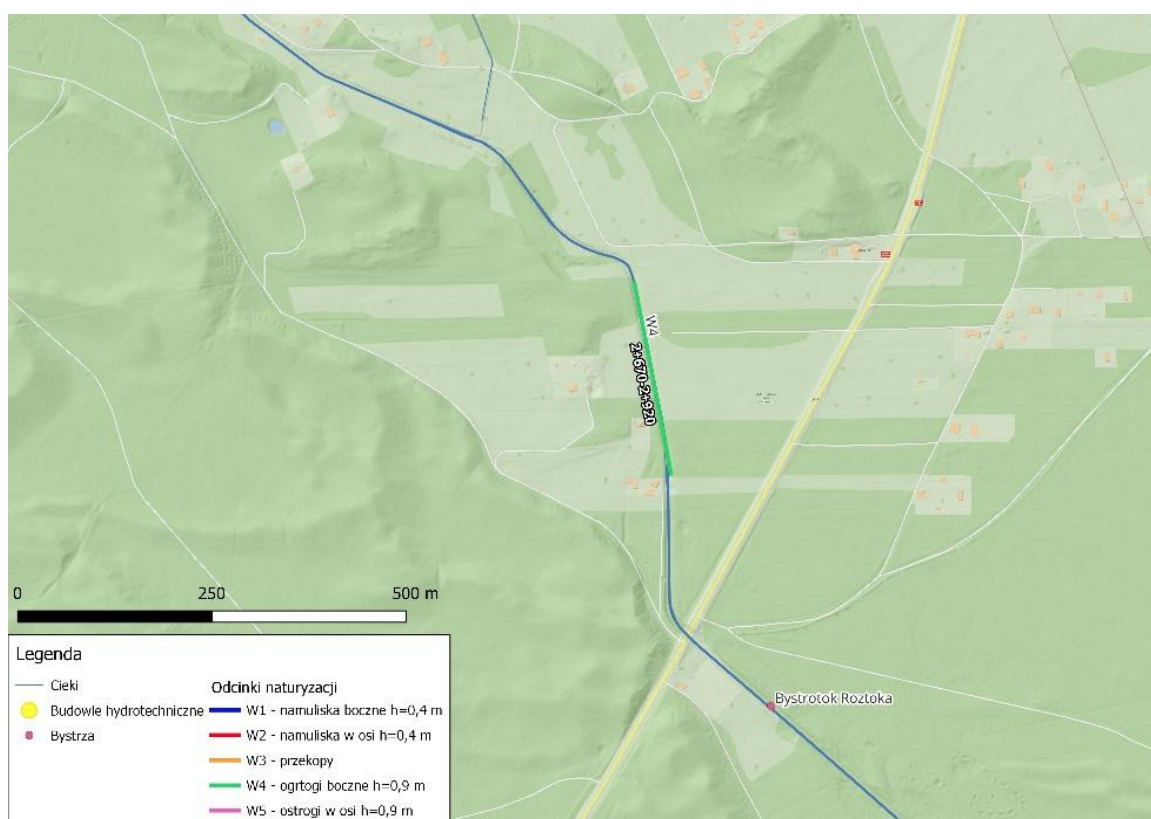 W4
2+670-2+920
0 250 500 m
Bystrotok Roztoka
Legenda
Cieki
Budowle hydrotechniczne
Bystrza
Odcinki naturyzacji
W1 - namuliska boczne h=0,4 m
W2 - namuliska w osi h=0,4 m
W3 - przekopy
W4 - ogrtogi boczne h=0,9 m
W5 - ostrogi w osi h=0,9 m